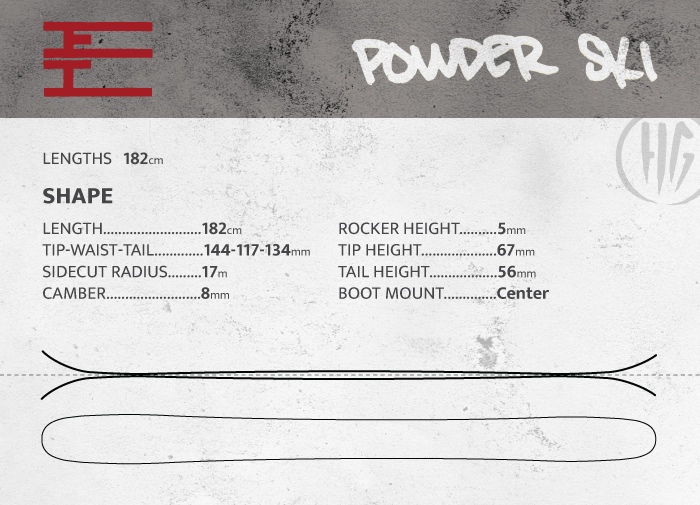 POWDER SKI
HG
LENGTHS 182cm
SHAPE
LENGTH..........................182cm
TIP-WAIST-TAIL.............144-117-134mm
SIDECUT RADIUS.........17m
CAMBER.........................8mm
ROCKER HEIGHT..........5mm
TIP HEIGHT....................67mm
TAIL HEIGHT..................56mm
BOOT MOUNT..............Center